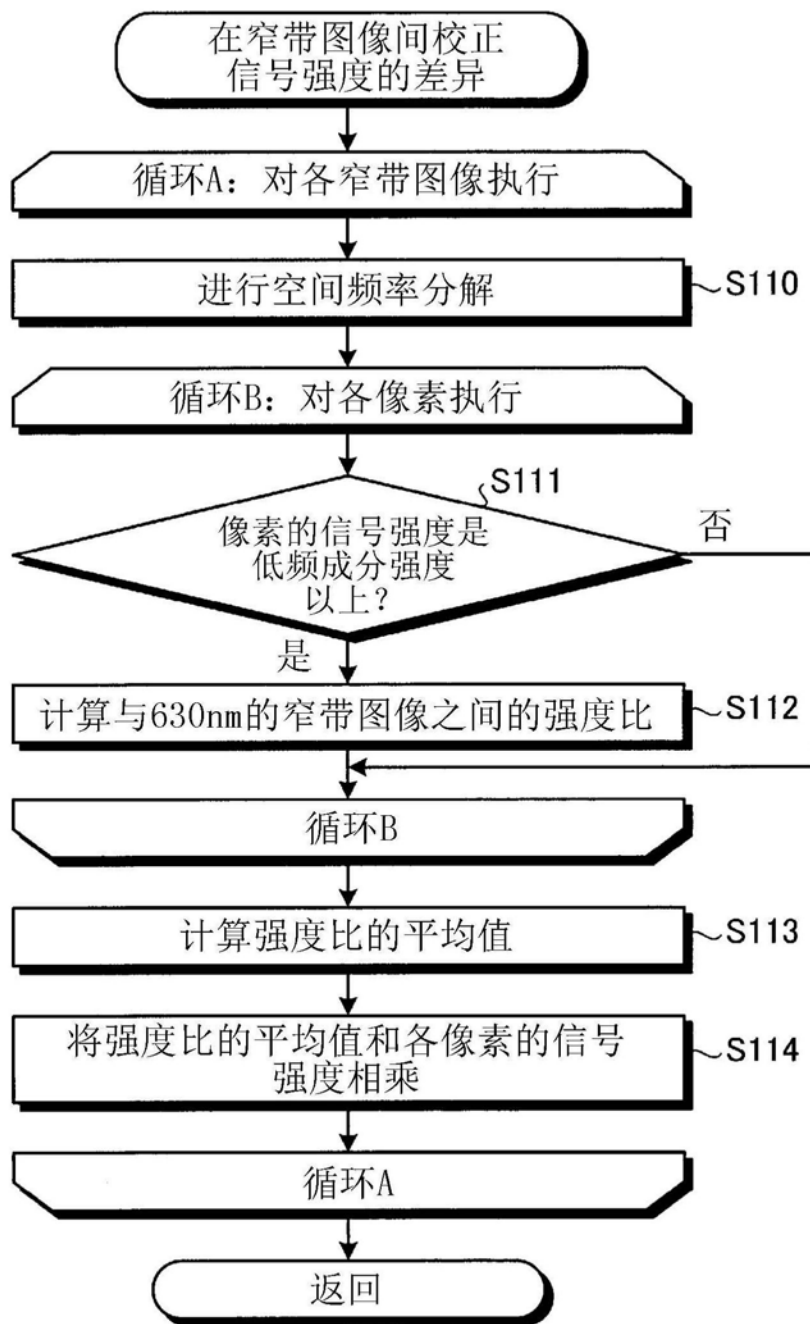 在窄带图像间校正
信号强度的差异
循环A：对各窄带图像执行
进行空间频率分解
S110
循环B：对各像素执行
S111
像素的信号强度是
低频成分强度
以上？
否
是
计算与630nm的窄带图像之间的强度比
S112
循环B
计算强度比的平均值
S113
将强度比的平均值和各像素的信号
强度相乘
S114
循环A
返回